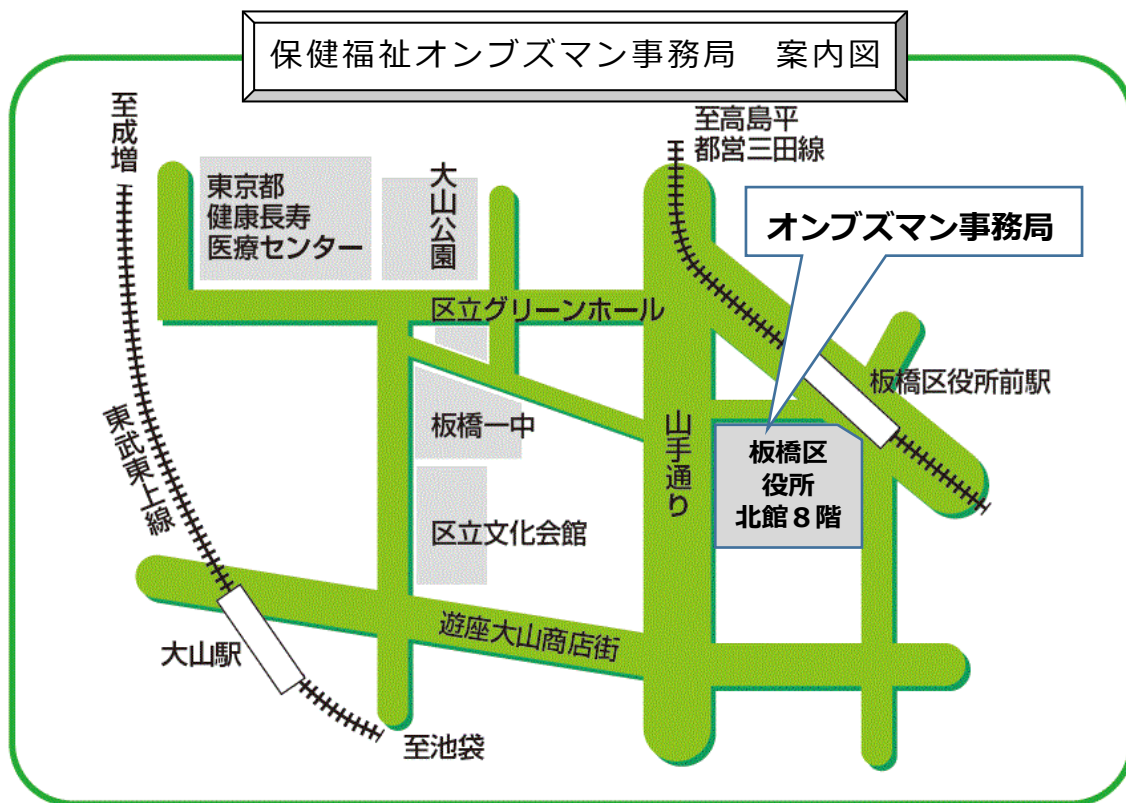 保健福祉オンブズマン事務局　案内図
至成増
東京都
健康長寿
医療センター
大山公園
至高島平
都営三田線
オンブズマン事務局
区立グリーンホール
板橋区役所前駅
東武東上線
板橋一中
山手通り
板橋区
役所
北館８階
区立文化会館
遊座大山商店街
大山駅
至池袋